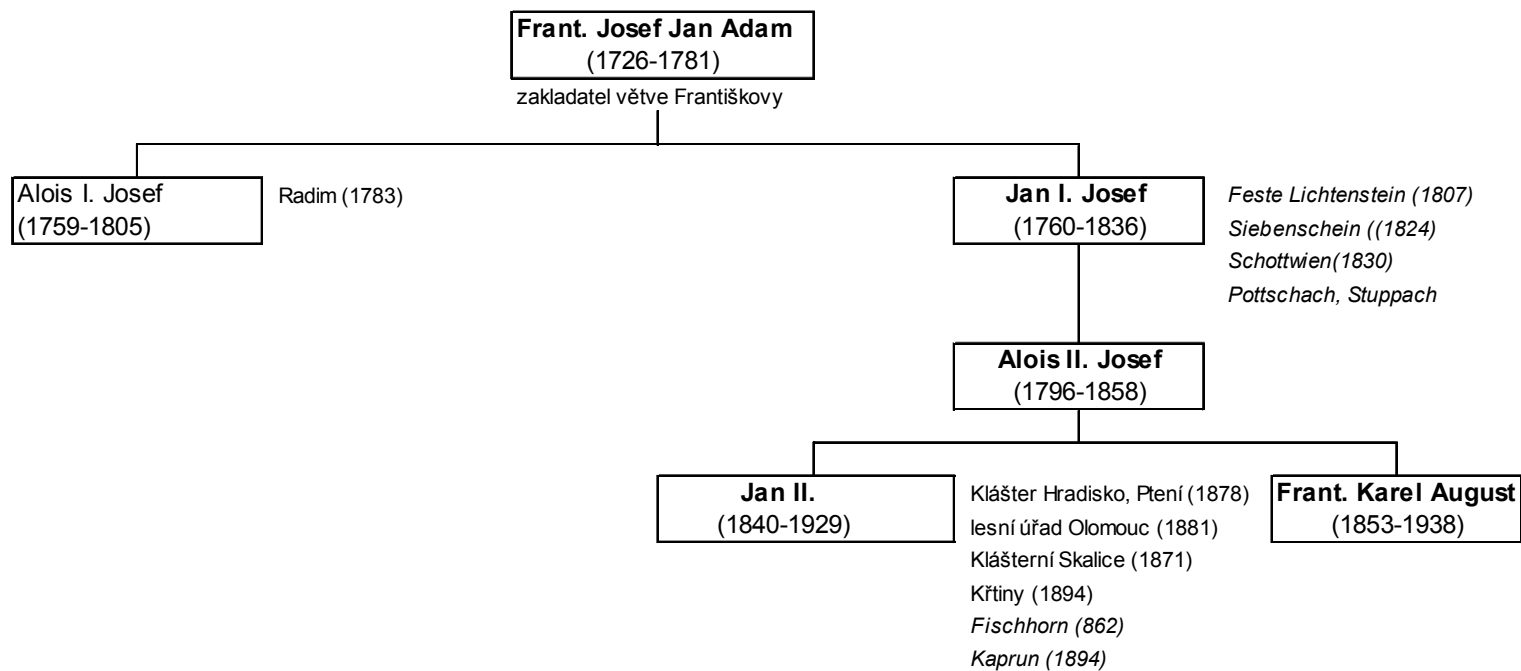 Frant. Josef Jan Adam
(1726-1781)
zakladatel větve Františkovy
Alois I. Josef
(1759-1805)
Radim (1783)
Jan I. Josef
(1760-1836)
Feste Lichtenstein (1807)
Siebenschein ((1824)
Schottwien(1830)
Pottschach, Stuppach
Alois II. Josef
(1796-1858)
Jan II.
(1840-1929)
Klášter Hradisko, Ptení (1878)
lesní úřad Olomouc (1881)
Klášterní Skalice (1871)
Křtiny (1894)
Fischhorn (862)
Kaprun (1894)
Frant. Karel August
(1853-1938)